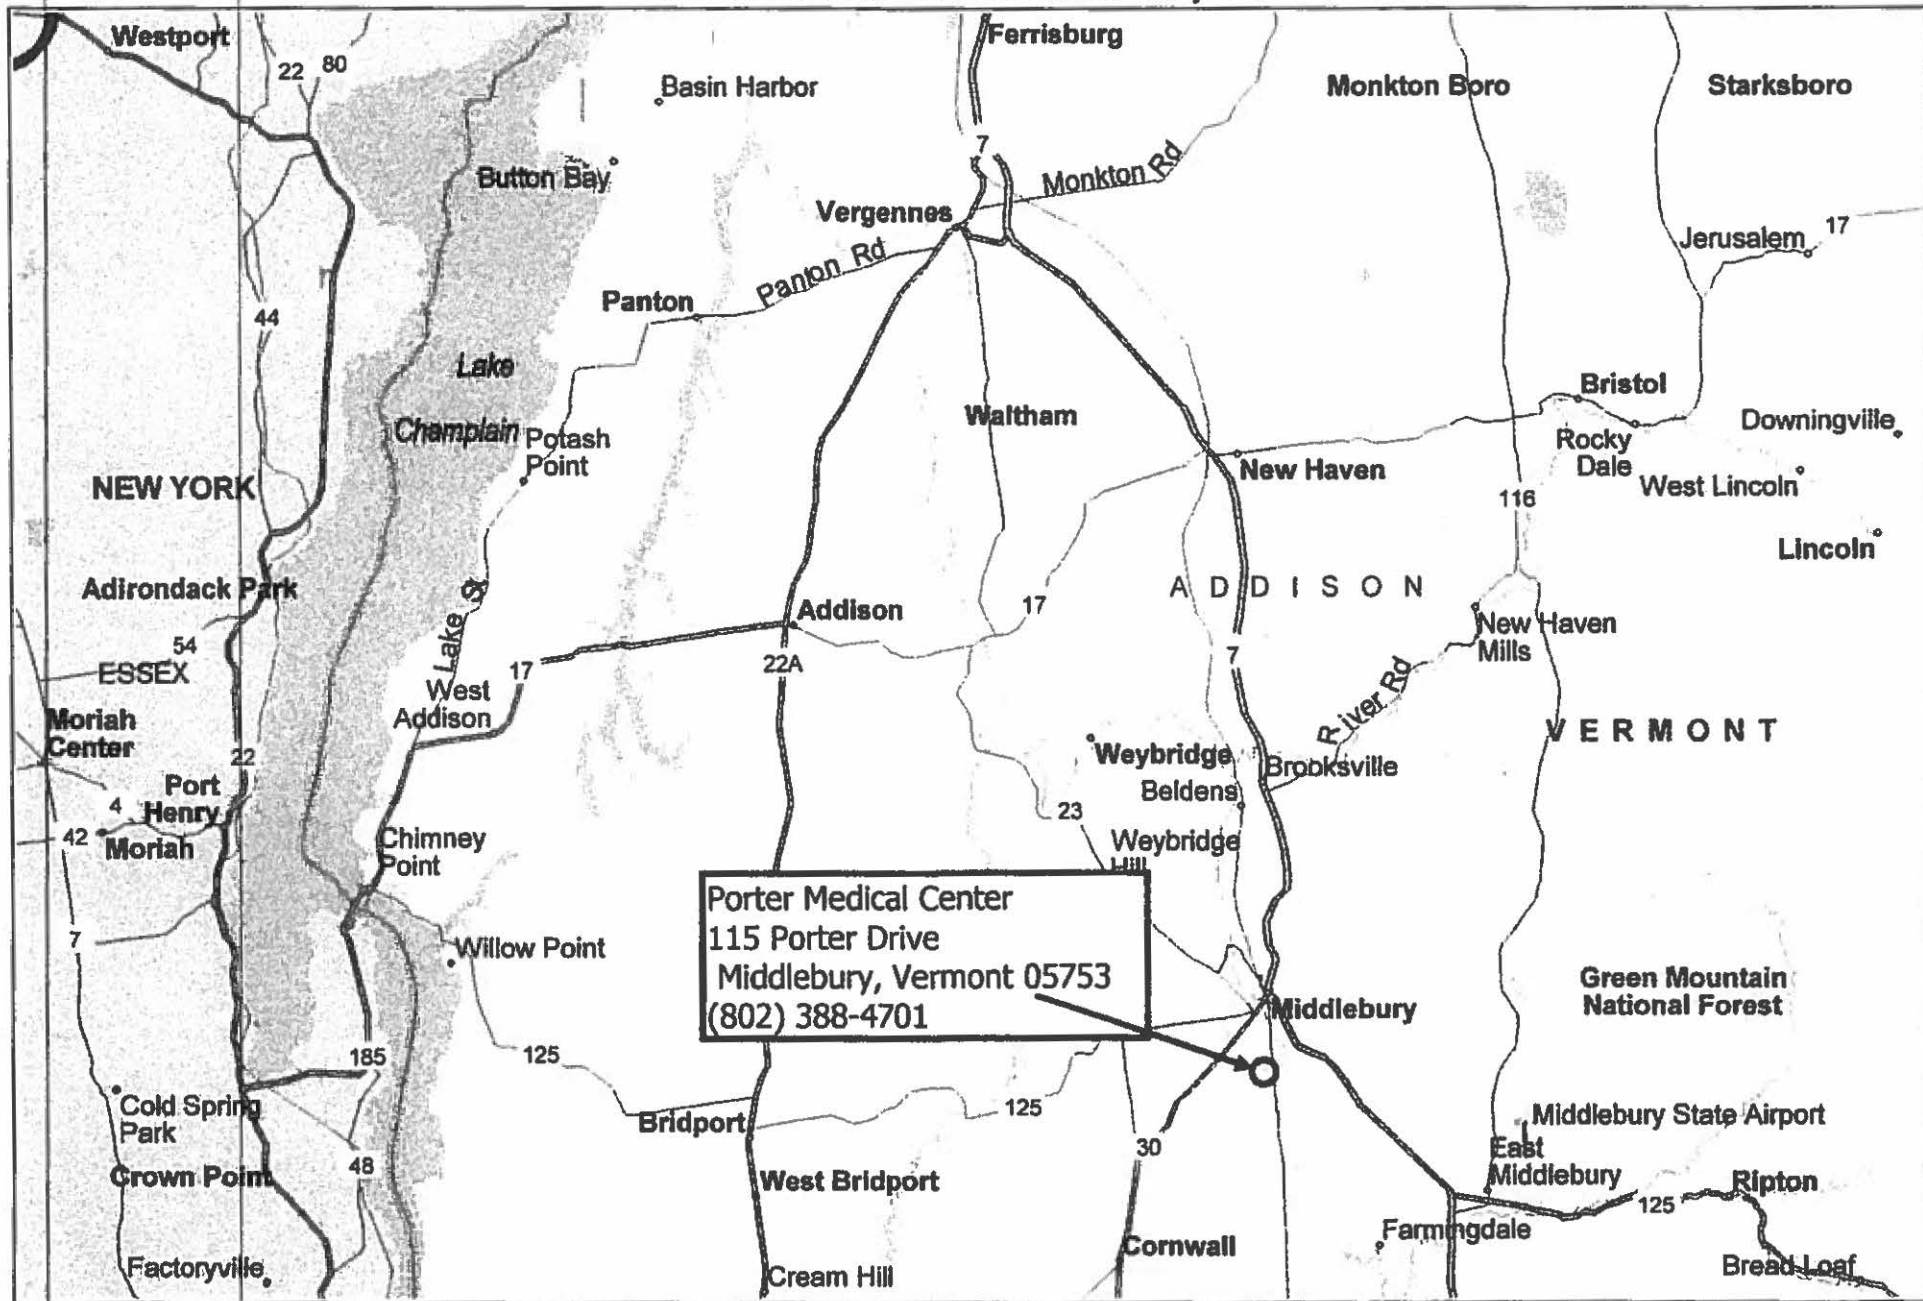 Westport
22
80
Ferrisburg
Basin Harbor
Monkton Boro
Starksboro
7
Button Bay
Monkton Rd
Vergennes
Jerusalem
17
Panton Rd
Panton
44
Lake
Champlain
Bristol
Waltham
Downingville
Potash
Point
Rocky
Dale
New Haven
West Lincoln
NEW YORK
116
Lincoln
Adirondack Park
Lake St
ADDISON
17
Addison
New Haven
Mills
54
ESSEX
17
22A
7
River Rd
West
Addison
Moriah
Center
VERMONT
22
Weybridge
Brooksville
Port
Henry
Beldens
4
42
Moriah
23
Chimney
Point
Weybridge
Hill
Porter Medical Center
115 Porter Drive
Middlebury, Vermont 05753
(802) 388-4701
7
Willow Point
Green Mountain
National Forest
Middlebury
185
125
Cold Spring
Park
Bridport
125
Middlebury State Airport
30
East
Middlebury
48
Crown Point
West Bridport
Ripton
125
Farmingdale
Cornwall
Factoryville
Cream Hill
Bread Loaf